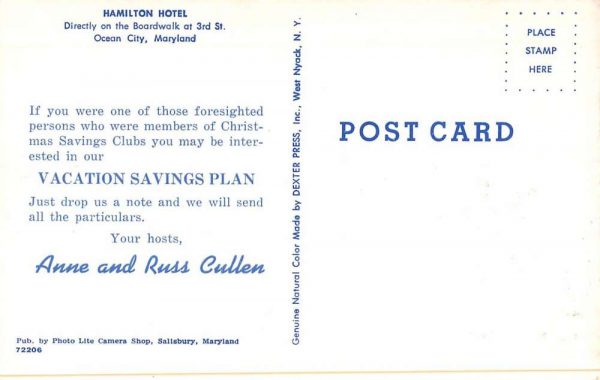 HAMILTON HOTEL
Directly on the Boardwalk at 3rd St.
Ocean City, Maryland
If you were one of those foresighted
persons who were members of Christ-
mas Savings Clubs you may be inter-
ested in our
VACATION SAVINGS PLAN
Just drop us a note and we will send
all the particulars.
Your hosts,
Anne and Russ Cullen
Pub. by Photo Lite Camera Shop, Salisbury, Maryland
72206
Genuine Natural Color Made by DEXTER PRESS, Inc., West Nyack, N. Y.
PLACE
STAMP
HERE
POST CARD